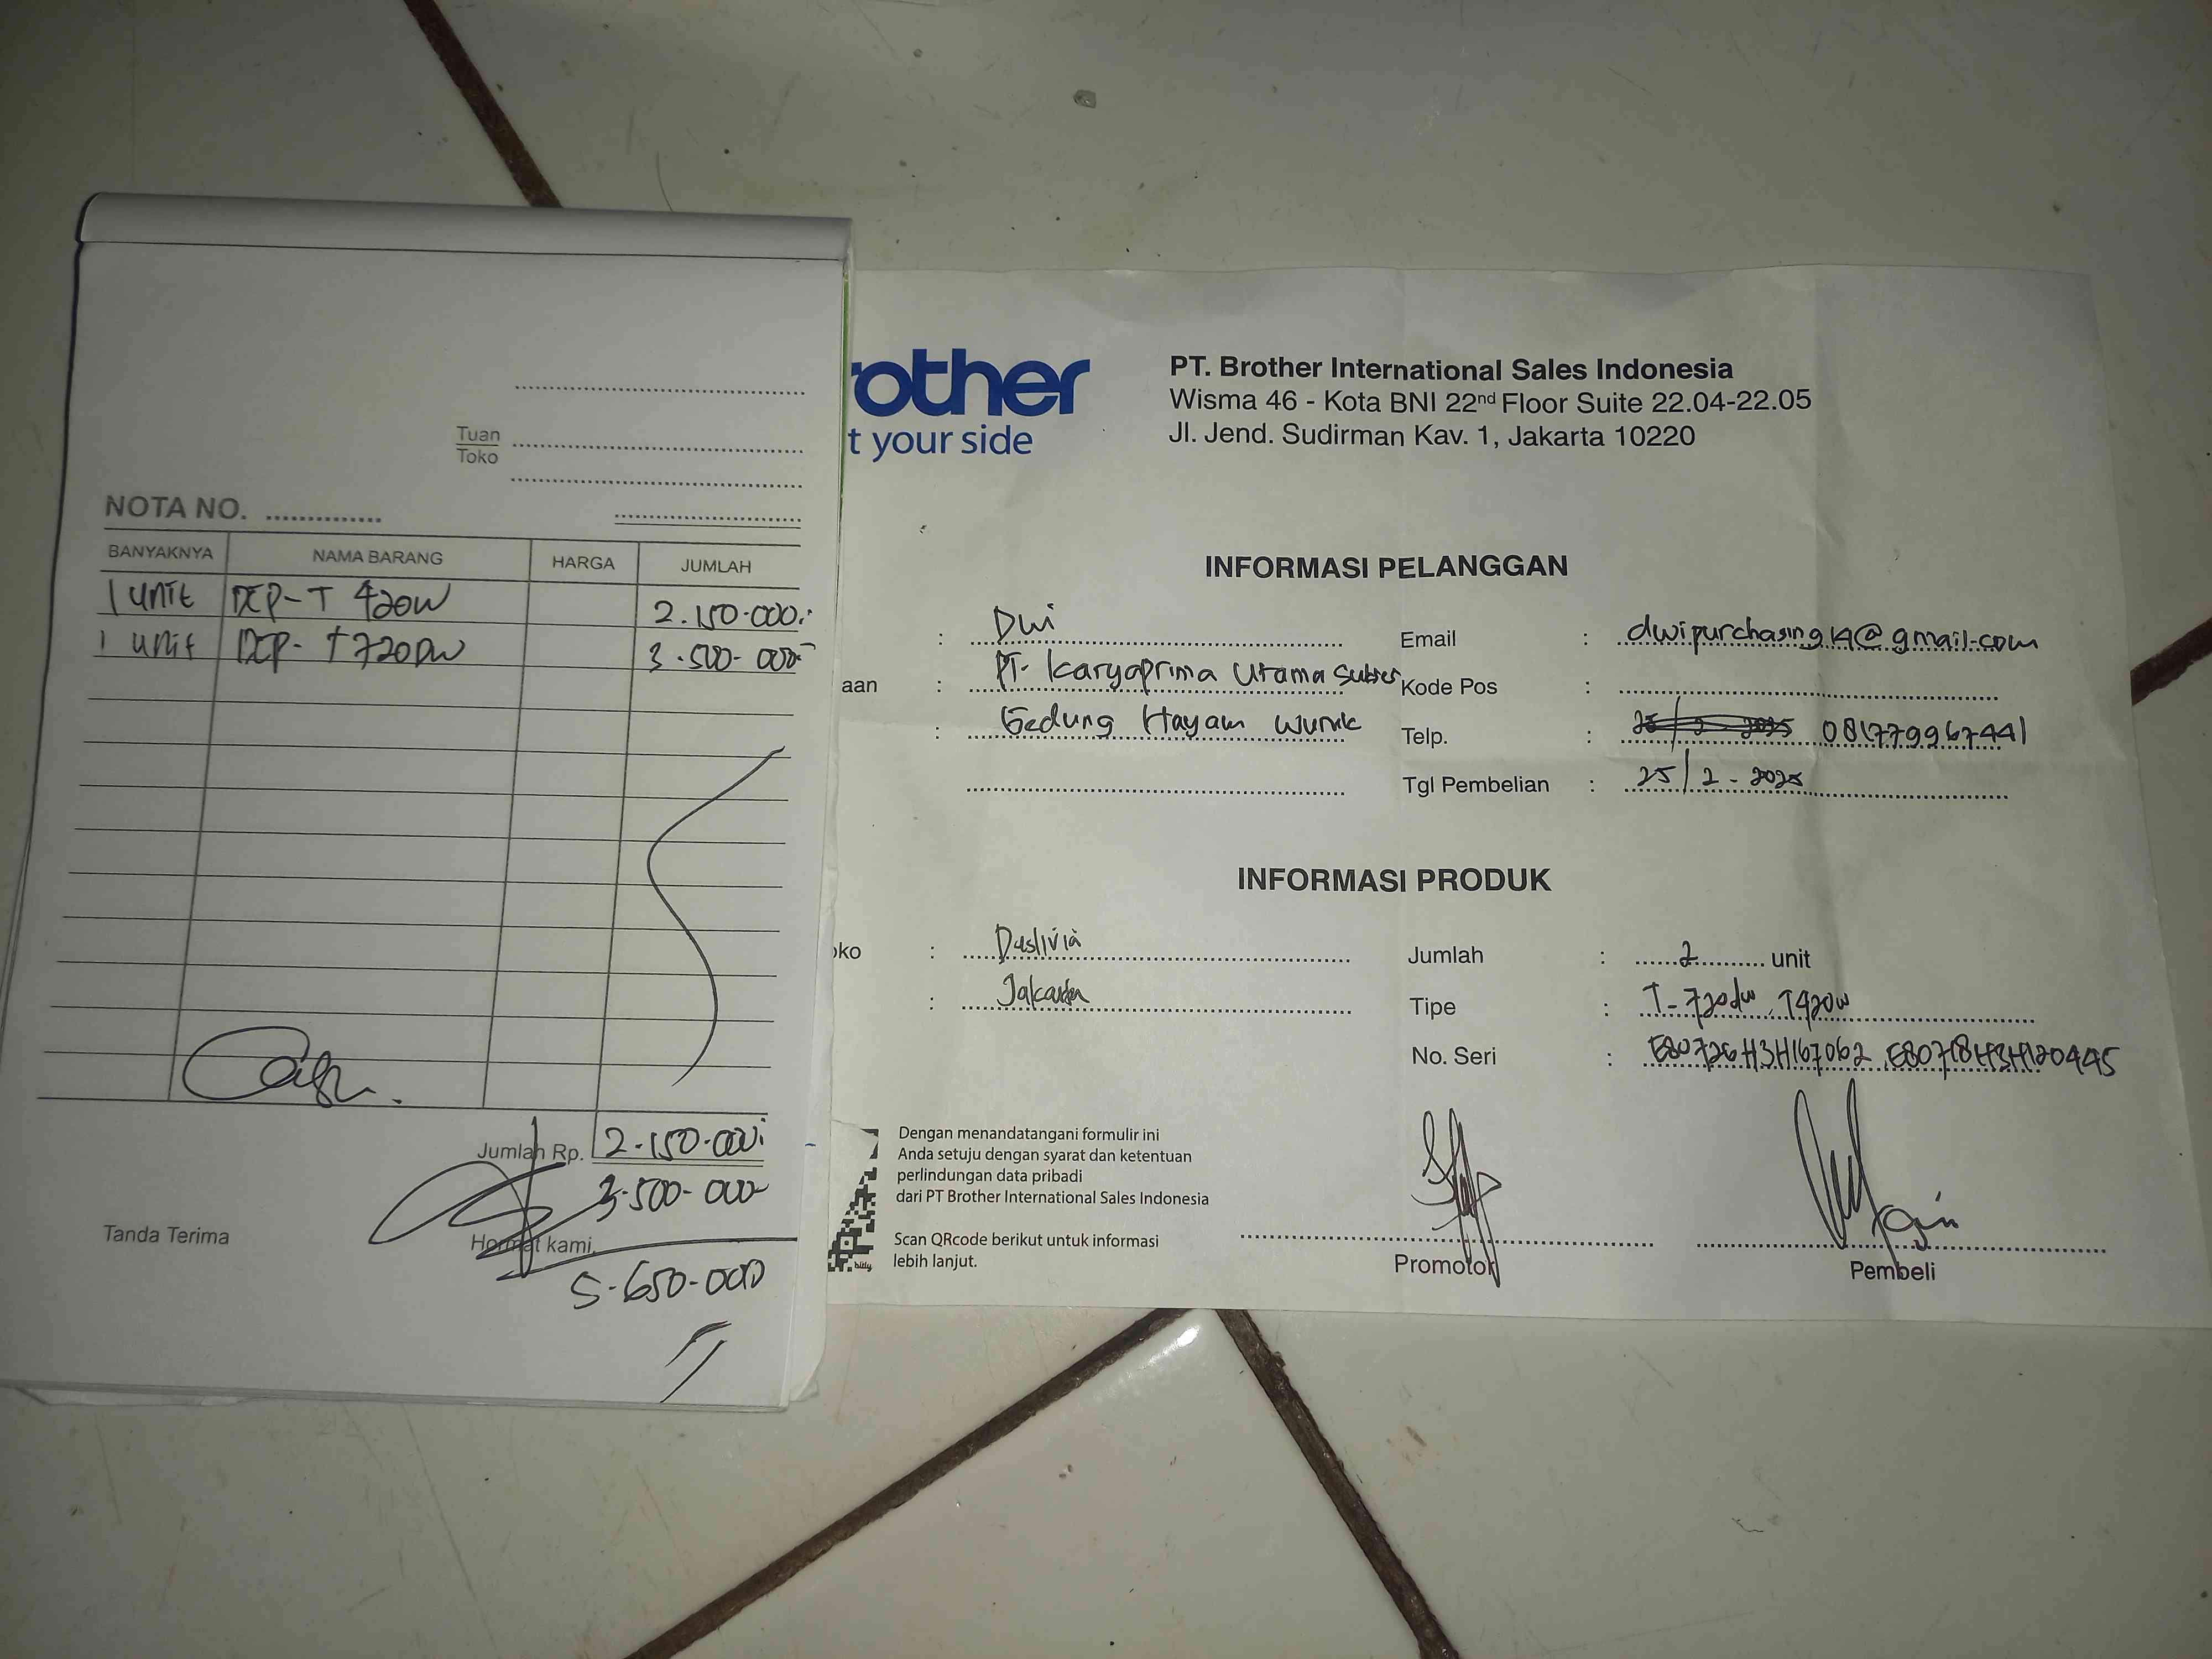 Tuan
Toko
NOTA NO.
BANYAKNYA NAMA BARANG HARGA JUMLAH
1 unit DCP-T 420W 2.150.000
1 unit DCP-T720DW 3.500.000
Jumlah Rp. 2.150.000
3.500.000
Tanda Terima Hormat kami,
5.650.000
other
t your side
PT. Brother International Sales Indonesia
Wisma 46 - Kota BNI 22nd Floor Suite 22.04-22.05
Jl. Jend. Sudirman Kav. 1, Jakarta 10220
INFORMASI PELANGGAN
: Dwi Email : dwipurchasing14@gmail.com
aan : PT. Karyaprima Utama Sukses Kode Pos :
: Gedung Hayam Wuruk Telp. : 081779967441
Tgl Pembelian : 25/2-2025
INFORMASI PRODUK
oko : Jumlah : 2 unit
: Jakarta Tipe : T-720dw, T420w
No. Seri : E80726H3H167062, E80718H3H120445
Dengan menandatangani formulir ini
Anda setuju dengan syarat dan ketentuan
perlindungan data pribadi
dari PT Brother International Sales Indonesia
Scan QRcode berikut untuk informasi
lebih lanjut.
bitly
Promotor Pembeli